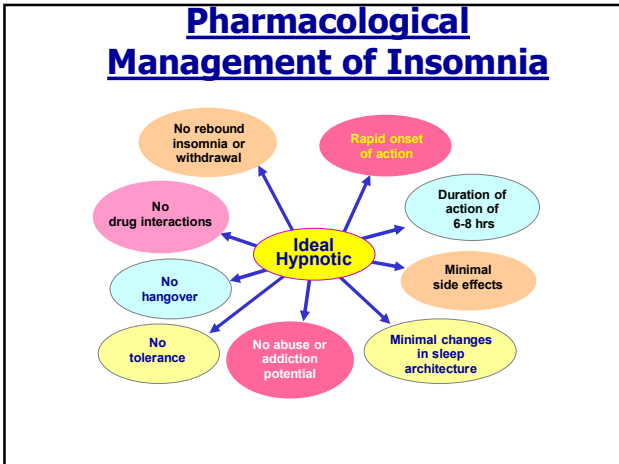 Pharmacological
Management of Insomnia
No rebound
insomnia or
withdrawal
Rapid onset
of action
No
drug interactions
Duration of
action of
6-8 hrs
Ideal
Hypnotic
No
hangover
Minimal
side effects
No
tolerance
No abuse or
addiction
potential
Minimal changes
in sleep
architecture